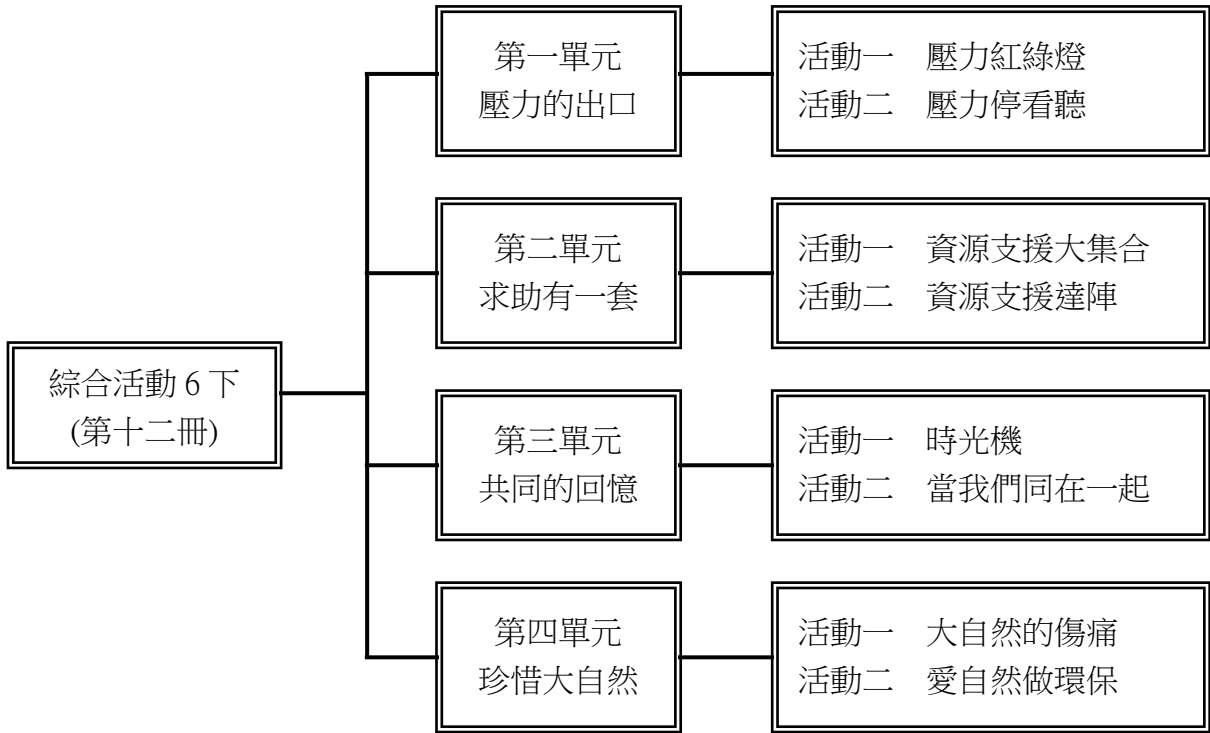 第一單元
壓力的出口
活動一　壓力紅綠燈
活動二　壓力停看聽
第二單元
求助有一套
活動一　資源支援大集合
活動二　資源支援達陣
綜合活動 6 下
(第十二冊)
第三單元
共同的回憶
活動一　時光機
活動二　當我們同在一起
第四單元
珍惜大自然
活動一　大自然的傷痛
活動二　愛自然做環保